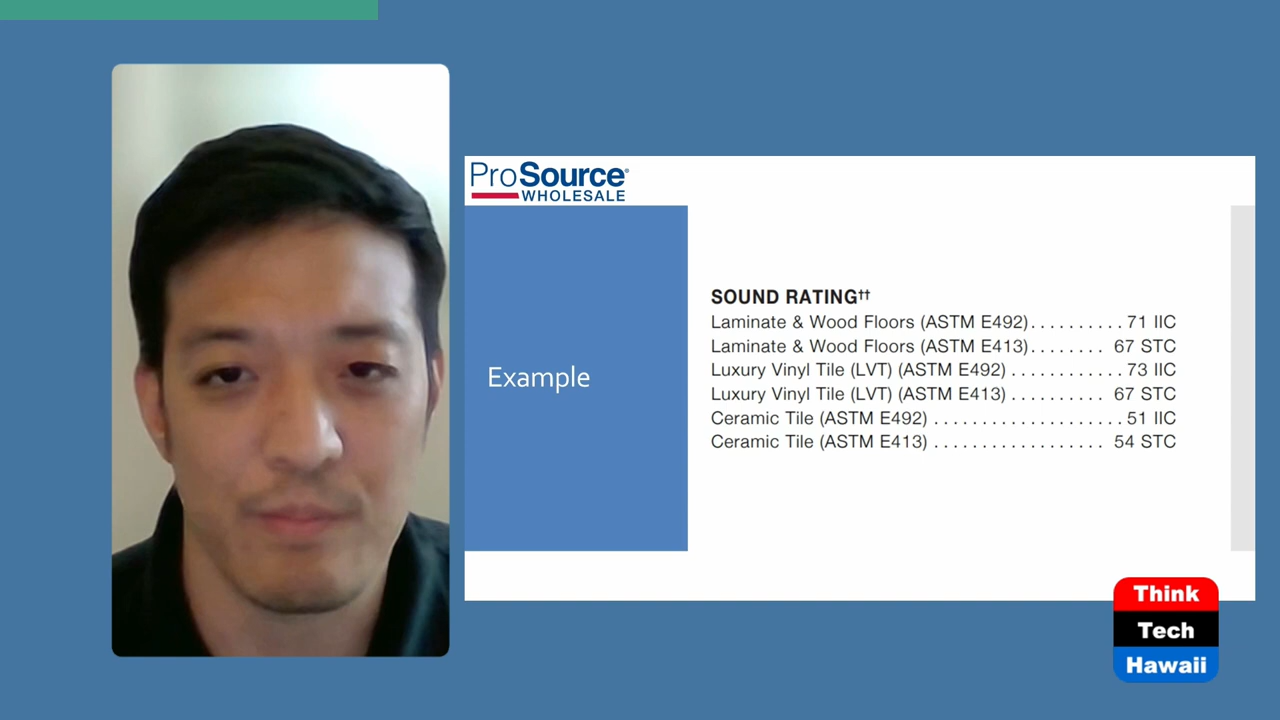 ProSource®
WHOLESALE
Example
SOUND RATING††
Laminate & Wood Floors (ASTM E492).......... 71 IIC
Laminate & Wood Floors (ASTM E413)........ 67 STC
Luxury Vinyl Tile (LVT) (ASTM E492) ............ 73 IIC
Luxury Vinyl Tile (LVT) (ASTM E413) .......... 67 STC
Ceramic Tile (ASTM E492) .................... 51 IIC
Ceramic Tile (ASTM E413) .................. 54 STC
Think
Tech
Hawaii